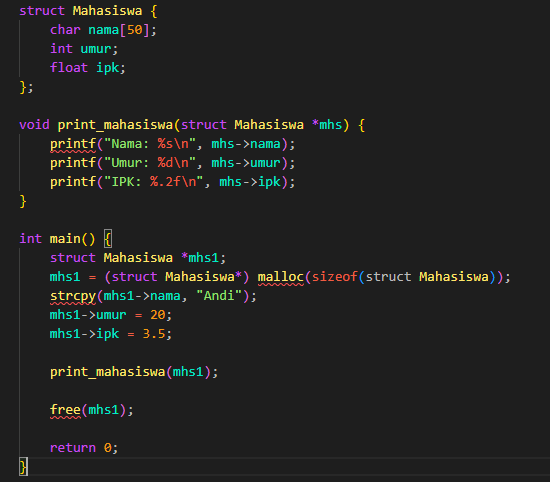 struct Mahasiswa {
    char nama[50];
    int umur;
    float ipk;
};

void print_mahasiswa(struct Mahasiswa *mhs) {
    printf("Nama: %s\n", mhs->nama);
    printf("Umur: %d\n", mhs->umur);
    printf("IPK: %.2f\n", mhs->ipk);
}

int main() {
    struct Mahasiswa *mhs1;
    mhs1 = (struct Mahasiswa*) malloc(sizeof(struct Mahasiswa));
    strcpy(mhs1->nama, "Andi");
    mhs1->umur = 20;
    mhs1->ipk = 3.5;

    print_mahasiswa(mhs1);

    free(mhs1);

    return 0;
}